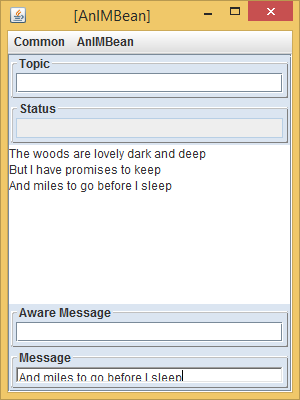 [AnIMBean]
Common AnIMBean
Topic
Status
The woods are lovely dark and deep
But I have promises to keep
And miles to go before I sleep
Aware Message
Message
And miles to go before I sleep